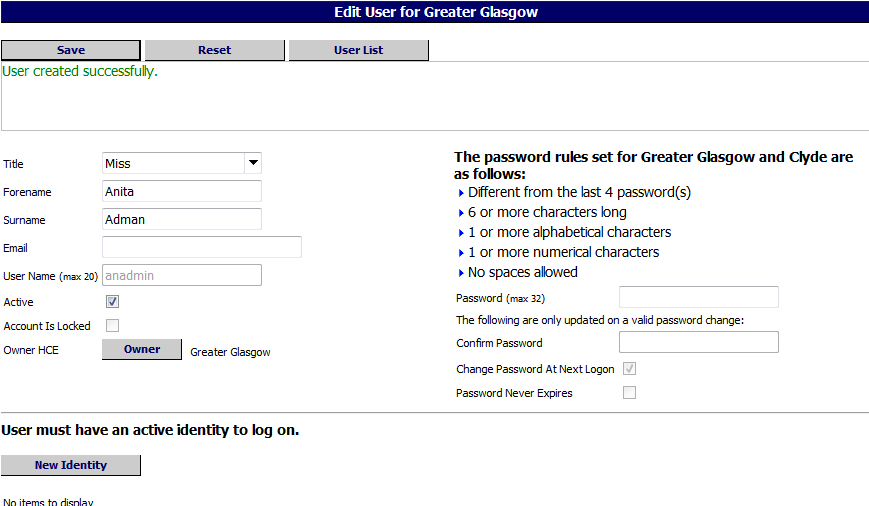 Edit User for Greater Glasgow
Save Reset User List
User created successfully.
Title Miss
Forename Anita
Surname Adman
Email
User Name (max 20) anadmin
Active
Account Is Locked
Owner HCE Owner Greater Glasgow
The password rules set for Greater Glasgow and Clyde are
as follows:
Different from the last 4 password(s)
6 or more characters long
1 or more alphabetical characters
1 or more numerical characters
No spaces allowed
Password (max 32)
The following are only updated on a valid password change:
Confirm Password
Change Password At Next Logon
Password Never Expires
User must have an active identity to log on.
New Identity
No items to display